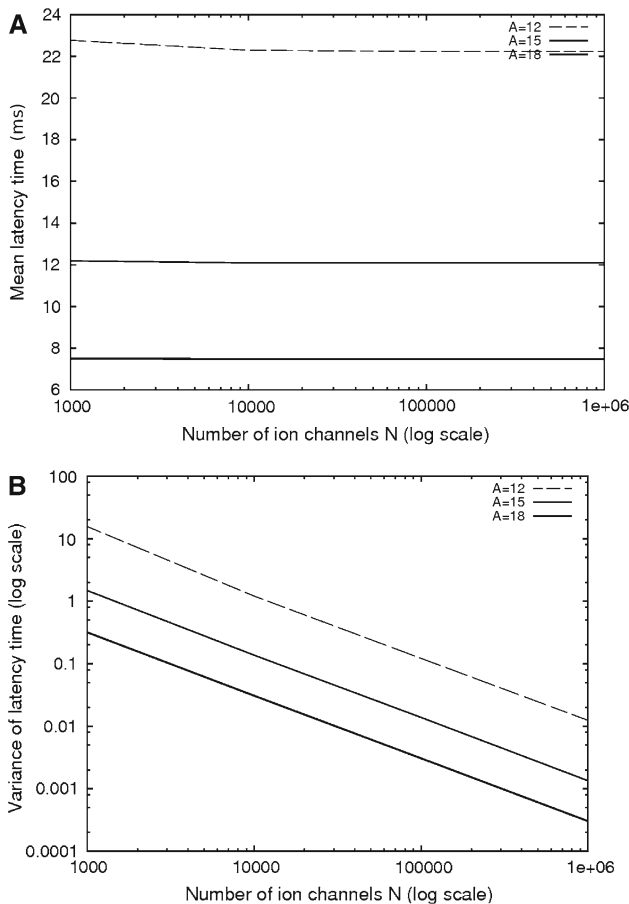 A
Mean latency time (ms)
24
22
20
18
16
14
12
10
8
6
A=12
A=15
A=18
1000
10000
100000
1e+06
Number of ion channels N (log scale)
B
Variance of latency time (log scale)
100
10
1
0.1
0.01
0.001
0.0001
A=12
A=15
A=18
1000
10000
100000
1e+06
Number of ion channels N (log scale)